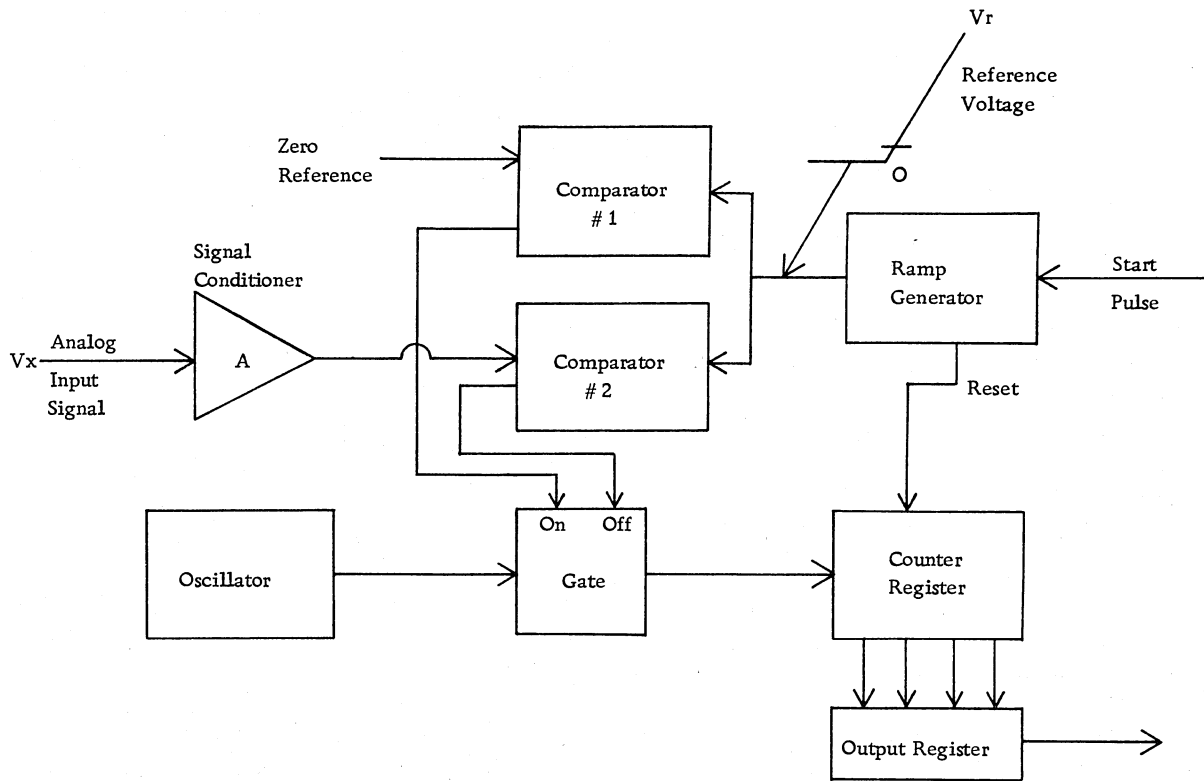 Vr
Reference
Voltage
O
Zero
Reference
Comparator
#1
Signal
Conditioner
Ramp
Generator
Start
Pulse
Vx
Analog
Input
Signal
A
Comparator
#2
Reset
On
Off
Oscillator
Gate
Counter
Register
Output Register